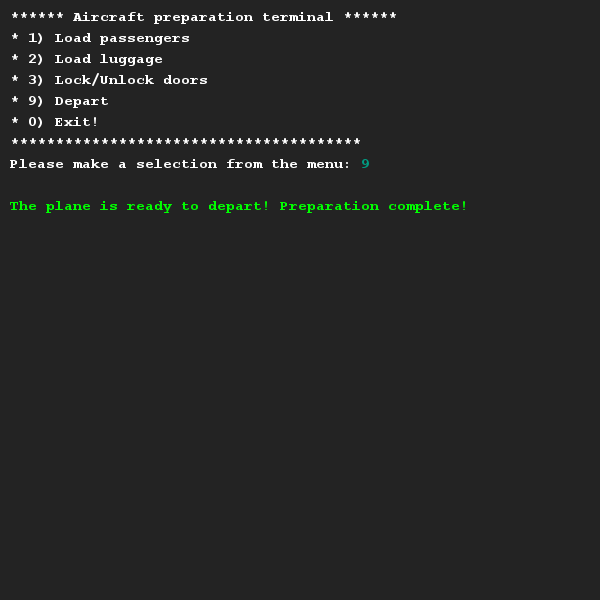 ****** Aircraft preparation terminal ******
* 1) Load passengers
* 2) Load luggage
* 3) Lock/Unlock doors
* 9) Depart
* 0) Exit!
***************************************
Please make a selection from the menu: 9
The plane is ready to depart! Preparation complete!